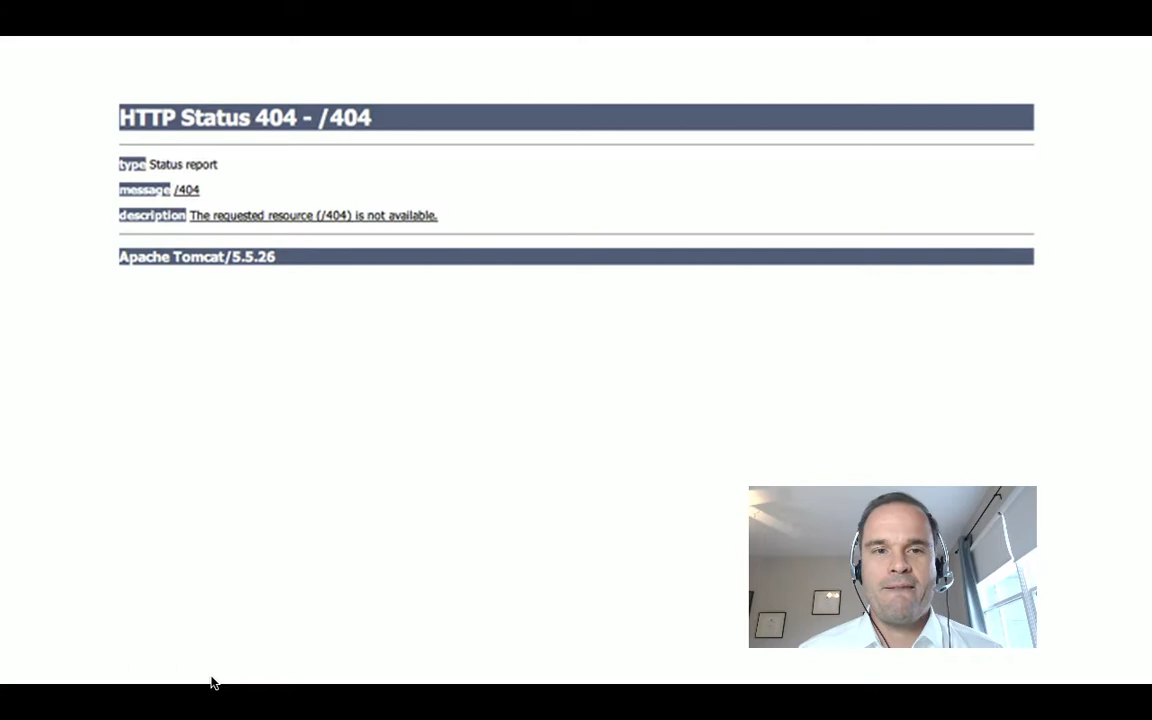 HTTP Status 404 - /404
type Status report
message /404
description The requested resource (/404) is not available.
Apache Tomcat/5.5.26